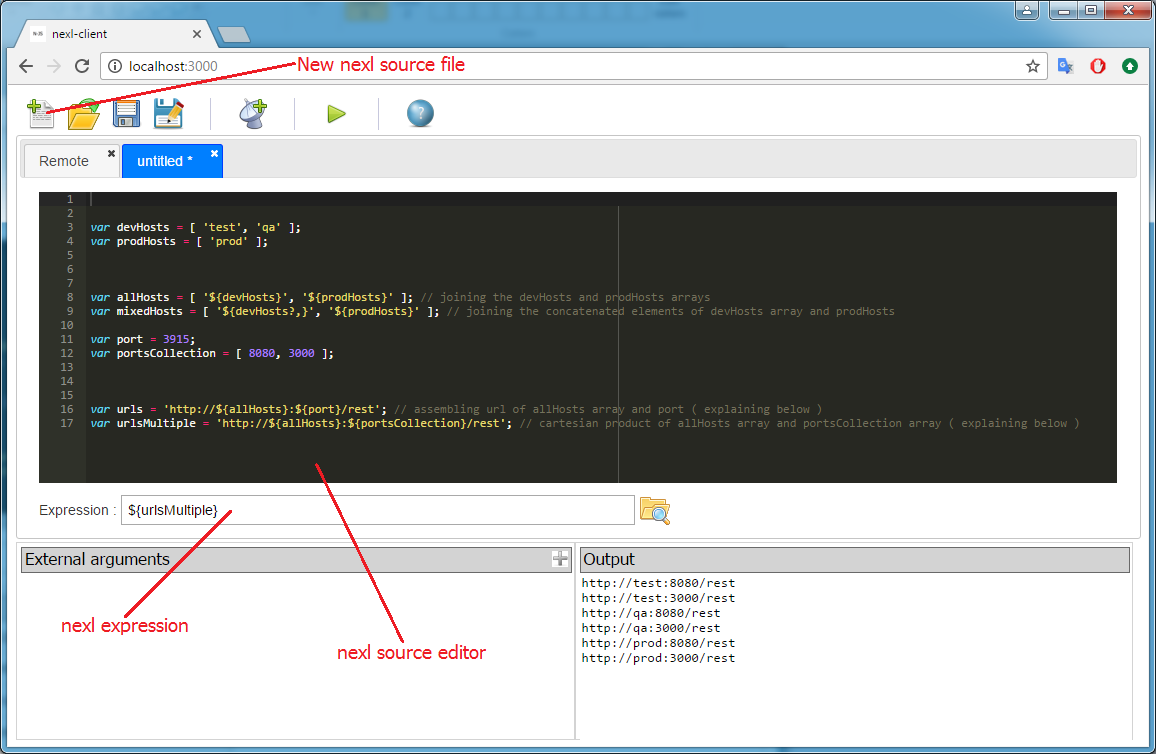 nexl-client
localhost:3000
New nexl source file
Remote
untitled *
1
2
3 var devHosts = [ 'test', 'qa' ];
4 var prodHosts = [ 'prod' ];
5
6
7
8 var allHosts = [ '${devHosts}', '${prodHosts}' ]; // joining the devHosts and prodHosts arrays
9 var mixedHosts = [ '${devHosts?,}', '${prodHosts}' ]; // joining the concatenated elements of devHosts array and prodHosts
10
11 var port = 3915;
12 var portsCollection = [ 8080, 3000 ];
13
14
15
16 var urls = 'http://${allHosts}:${port}/rest'; // assembling url of allHosts array and port ( explaining below )
17 var urlsMultiple = 'http://${allHosts}:${portsCollection}/rest'; // cartesian product of allHosts array and portsCollection array ( explaining below )
Expression : ${urlsMultiple}
External arguments
Output
http://test:8080/rest
http://test:3000/rest
http://qa:8080/rest
http://qa:3000/rest
http://prod:8080/rest
http://prod:3000/rest
nexl expression
nexl source editor